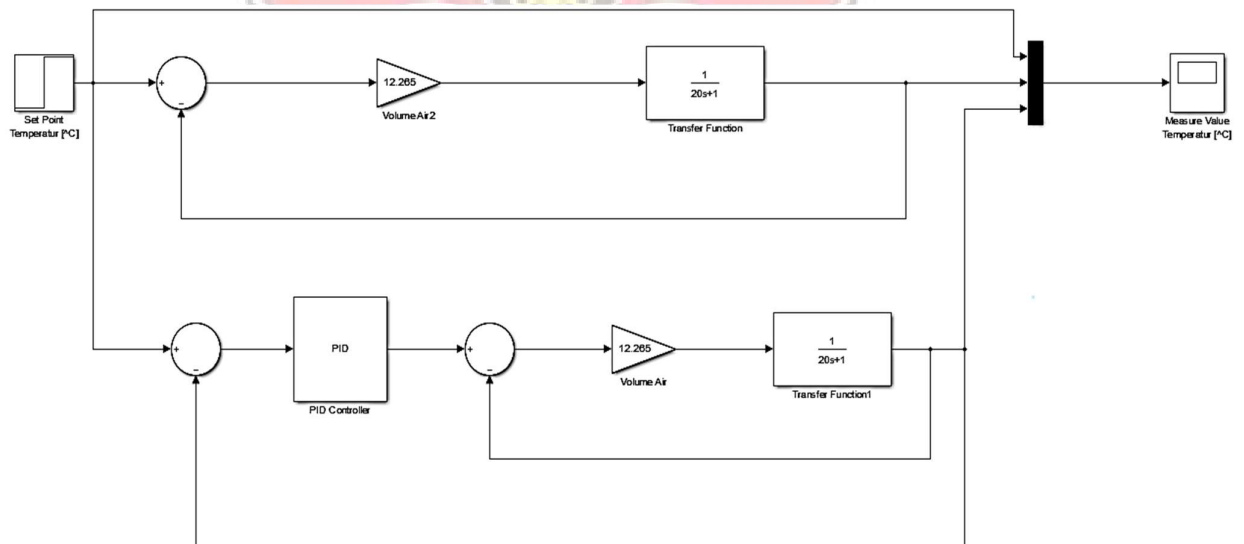 Set Point
Temperatur [^C]
+
−
12.265
Volume Air2
1
20s+1
Transfer Function
Measure Value
Temperatur [^C]
+
−
PID
PID Controller
+
−
12.265
Volume Air
1
20s+1
Transfer Function1